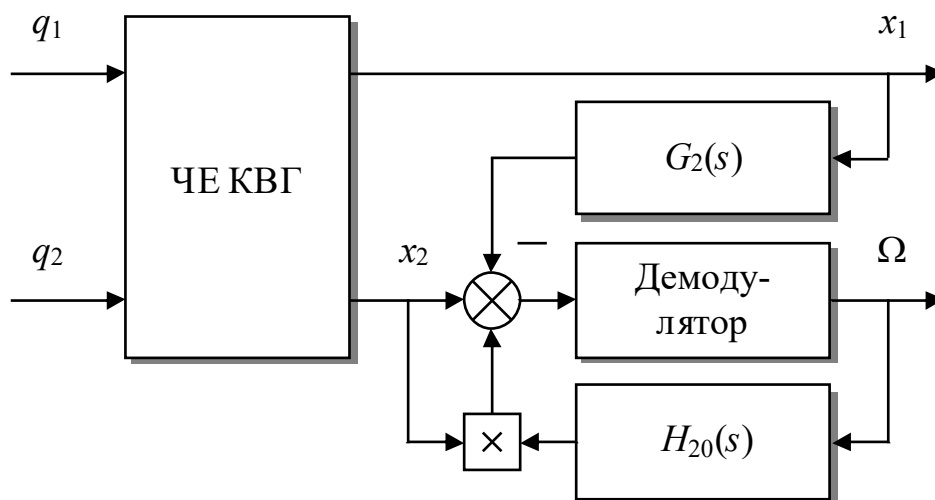 q1
x1
G2(s)
ЧЕ КВГ
q2
x2
−
Ω
Демоду-
лятор
×
H20(s)